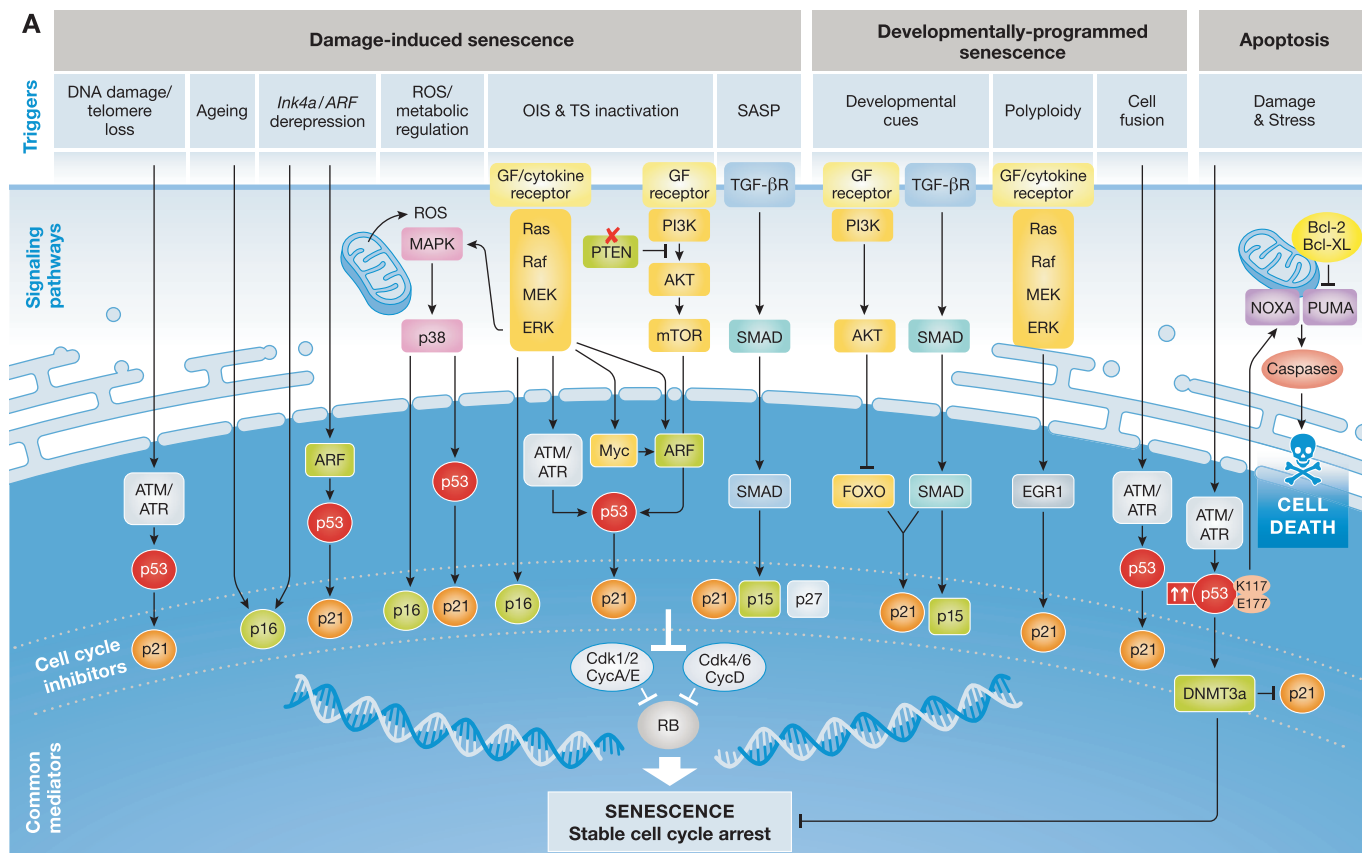 A
Damage-induced senescence
Developmentally-programmed
senescence
Apoptosis
Triggers
DNA damage/
telomere
loss
Ageing
Ink4a/ARF
derepression
ROS/
metabolic
regulation
OIS & TS inactivation
SASP
Developmental
cues
Polyploidy
Cell
fusion
Damage
& Stress
Signaling
pathways
GF/cytokine
receptor
GF
receptor
TGF-βR
GF
receptor
TGF-βR
GF/cytokine
receptor
ROS
MAPK
p38
Ras
Raf
MEK
ERK
PTEN
PI3K
AKT
mTOR
SMAD
PI3K
AKT
SMAD
Ras
Raf
MEK
ERK
Bcl-2
Bcl-XL
NOXA
PUMA
Caspases
CELL
DEATH
ATM/
ATR
p53
p21
p16
ARF
p53
p21
p53
p16
p21
p16
ATM/
ATR
Myc
ARF
p53
p21
SMAD
p21
p15
p27
FOXO
SMAD
p21
p15
EGR1
p21
ATM/
ATR
p53
p21
ATM/
ATR
p53
K117
E177
DNMT3a
p21
Cell cycle
inhibitors
Cdk1/2
CycA/E
Cdk4/6
CycD
RB
Common
mediators
SENESCENCE
Stable cell cycle arrest